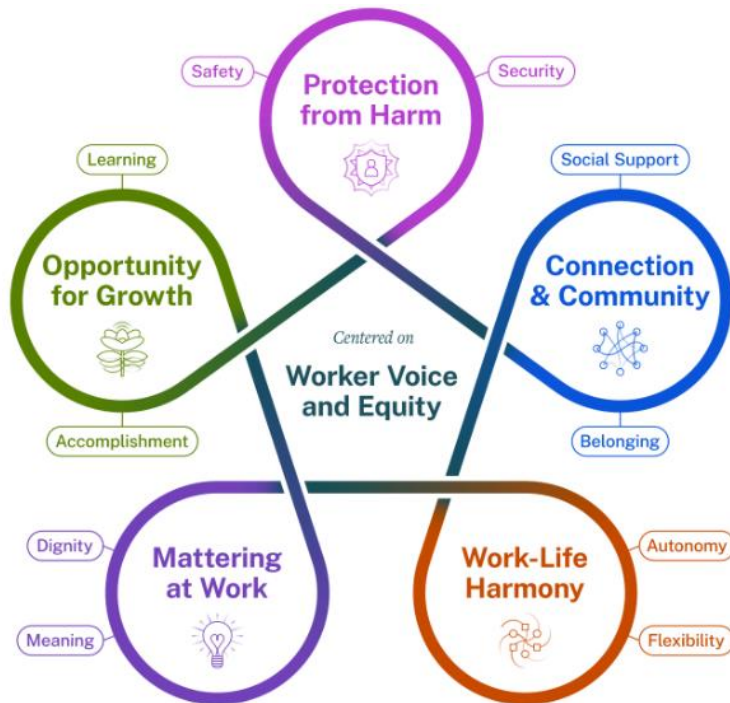 Safety
Security
Protection
from Harm
Learning
Social Support
Opportunity
for Growth
Connection
& Community
Centered on
Worker Voice
and Equity
Accomplishment
Belonging
Dignity
Mattering
at Work
Meaning
Work-Life
Harmony
Autonomy
Flexibility